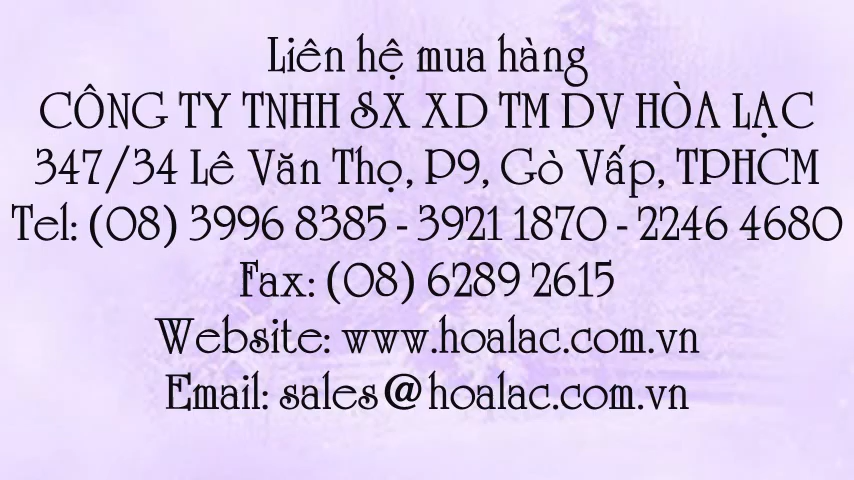 Liên hệ mua hàng
CÔNG TY TNHH SX XD TM DV HÒA LẠC
347/34 Lê Văn Thọ, P9, Gò Vấp, TPHCM
Tel: (08) 3996 8385 - 3921 1870 - 2246 4680
Fax: (08) 6289 2615
Website: www.hoalac.com.vn
Email: sales@hoalac.com.vn